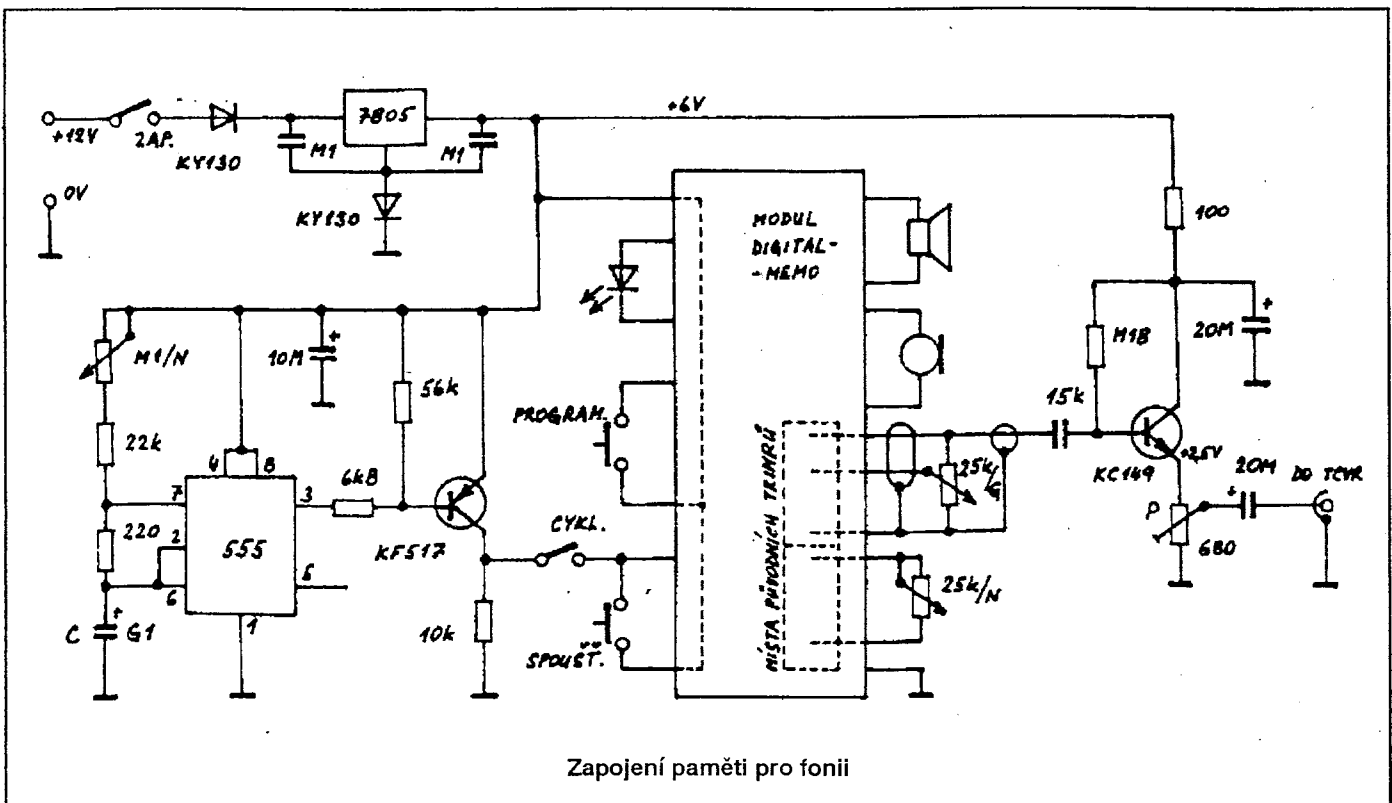 +12V
2AP.
KY130
M1
7805
M1
+6V
0V
KY130
100
MODUL
DIGITAL-
-MEMO
M1/N
10M
56k
M18
20M
22k
PROGRAM.
15k
4
8
7
3
6k8
25k/G
KC149
+2,5V
20M
DO TCVR
220
2
555
KF517
CYKL.
P
680
6
5
C
G1
1
10k
SPOUŠŤ.
MÍSTA PŮVODNÍCH TRIMRŮ
25k/N
Zapojení paměti pro fonii